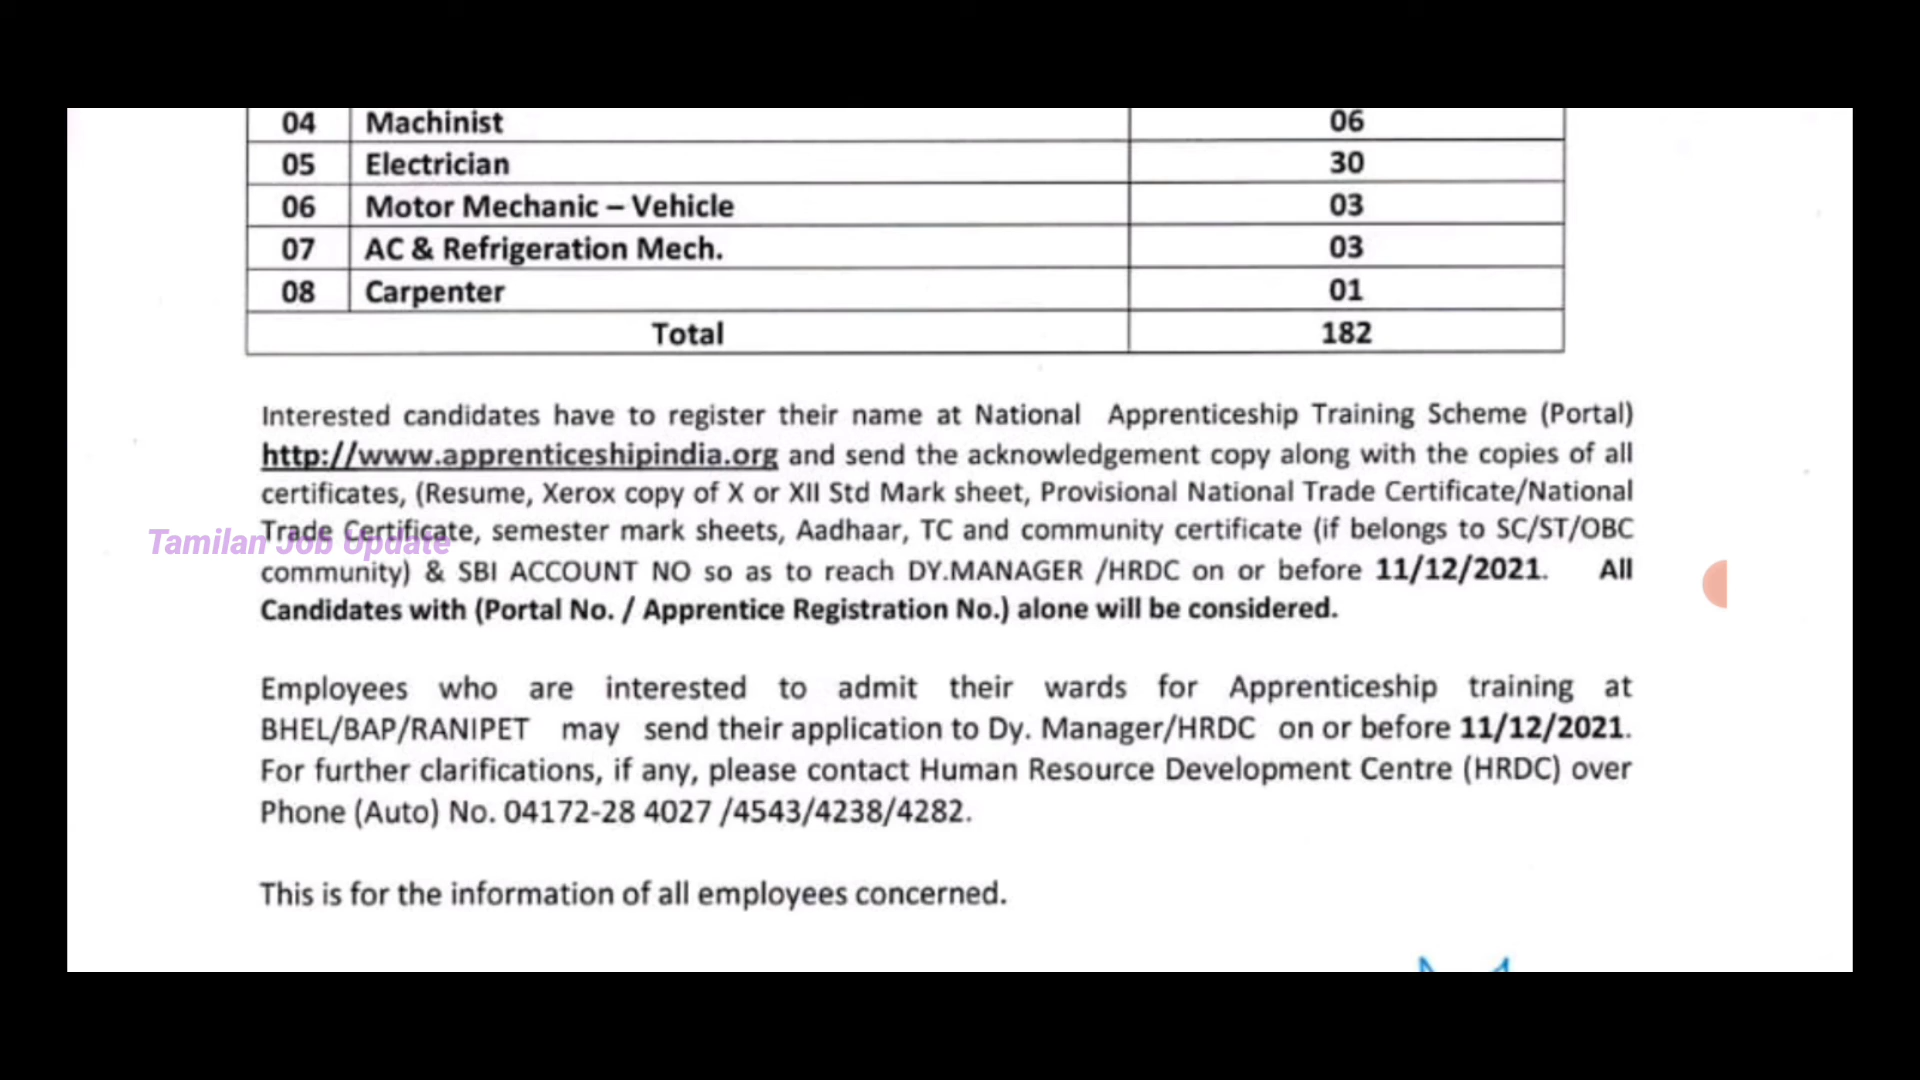 04 Machinist 06
05 Electrician 30
06 Motor Mechanic – Vehicle 03
07 AC & Refrigeration Mech. 03
08 Carpenter 01
Total 182
Interested candidates have to register their name at National Apprenticeship Training Scheme (Portal)
http://www.apprenticeshipindia.org and send the acknowledgement copy along with the copies of all
certificates, (Resume, Xerox copy of X or XII Std Mark sheet, Provisional National Trade Certificate/National
Trade Certificate, semester mark sheets, Aadhaar, TC and community certificate (if belongs to SC/ST/OBC
Tamilan Job Update
community) & SBI ACCOUNT NO so as to reach DY.MANAGER /HRDC on or before 11/12/2021. All
Candidates with (Portal No. / Apprentice Registration No.) alone will be considered.
Employees who are interested to admit their wards for Apprenticeship training at
BHEL/BAP/RANIPET may send their application to Dy. Manager/HRDC on or before 11/12/2021.
For further clarifications, if any, please contact Human Resource Development Centre (HRDC) over
Phone (Auto) No. 04172-28 4027 /4543/4238/4282.
This is for the information of all employees concerned.